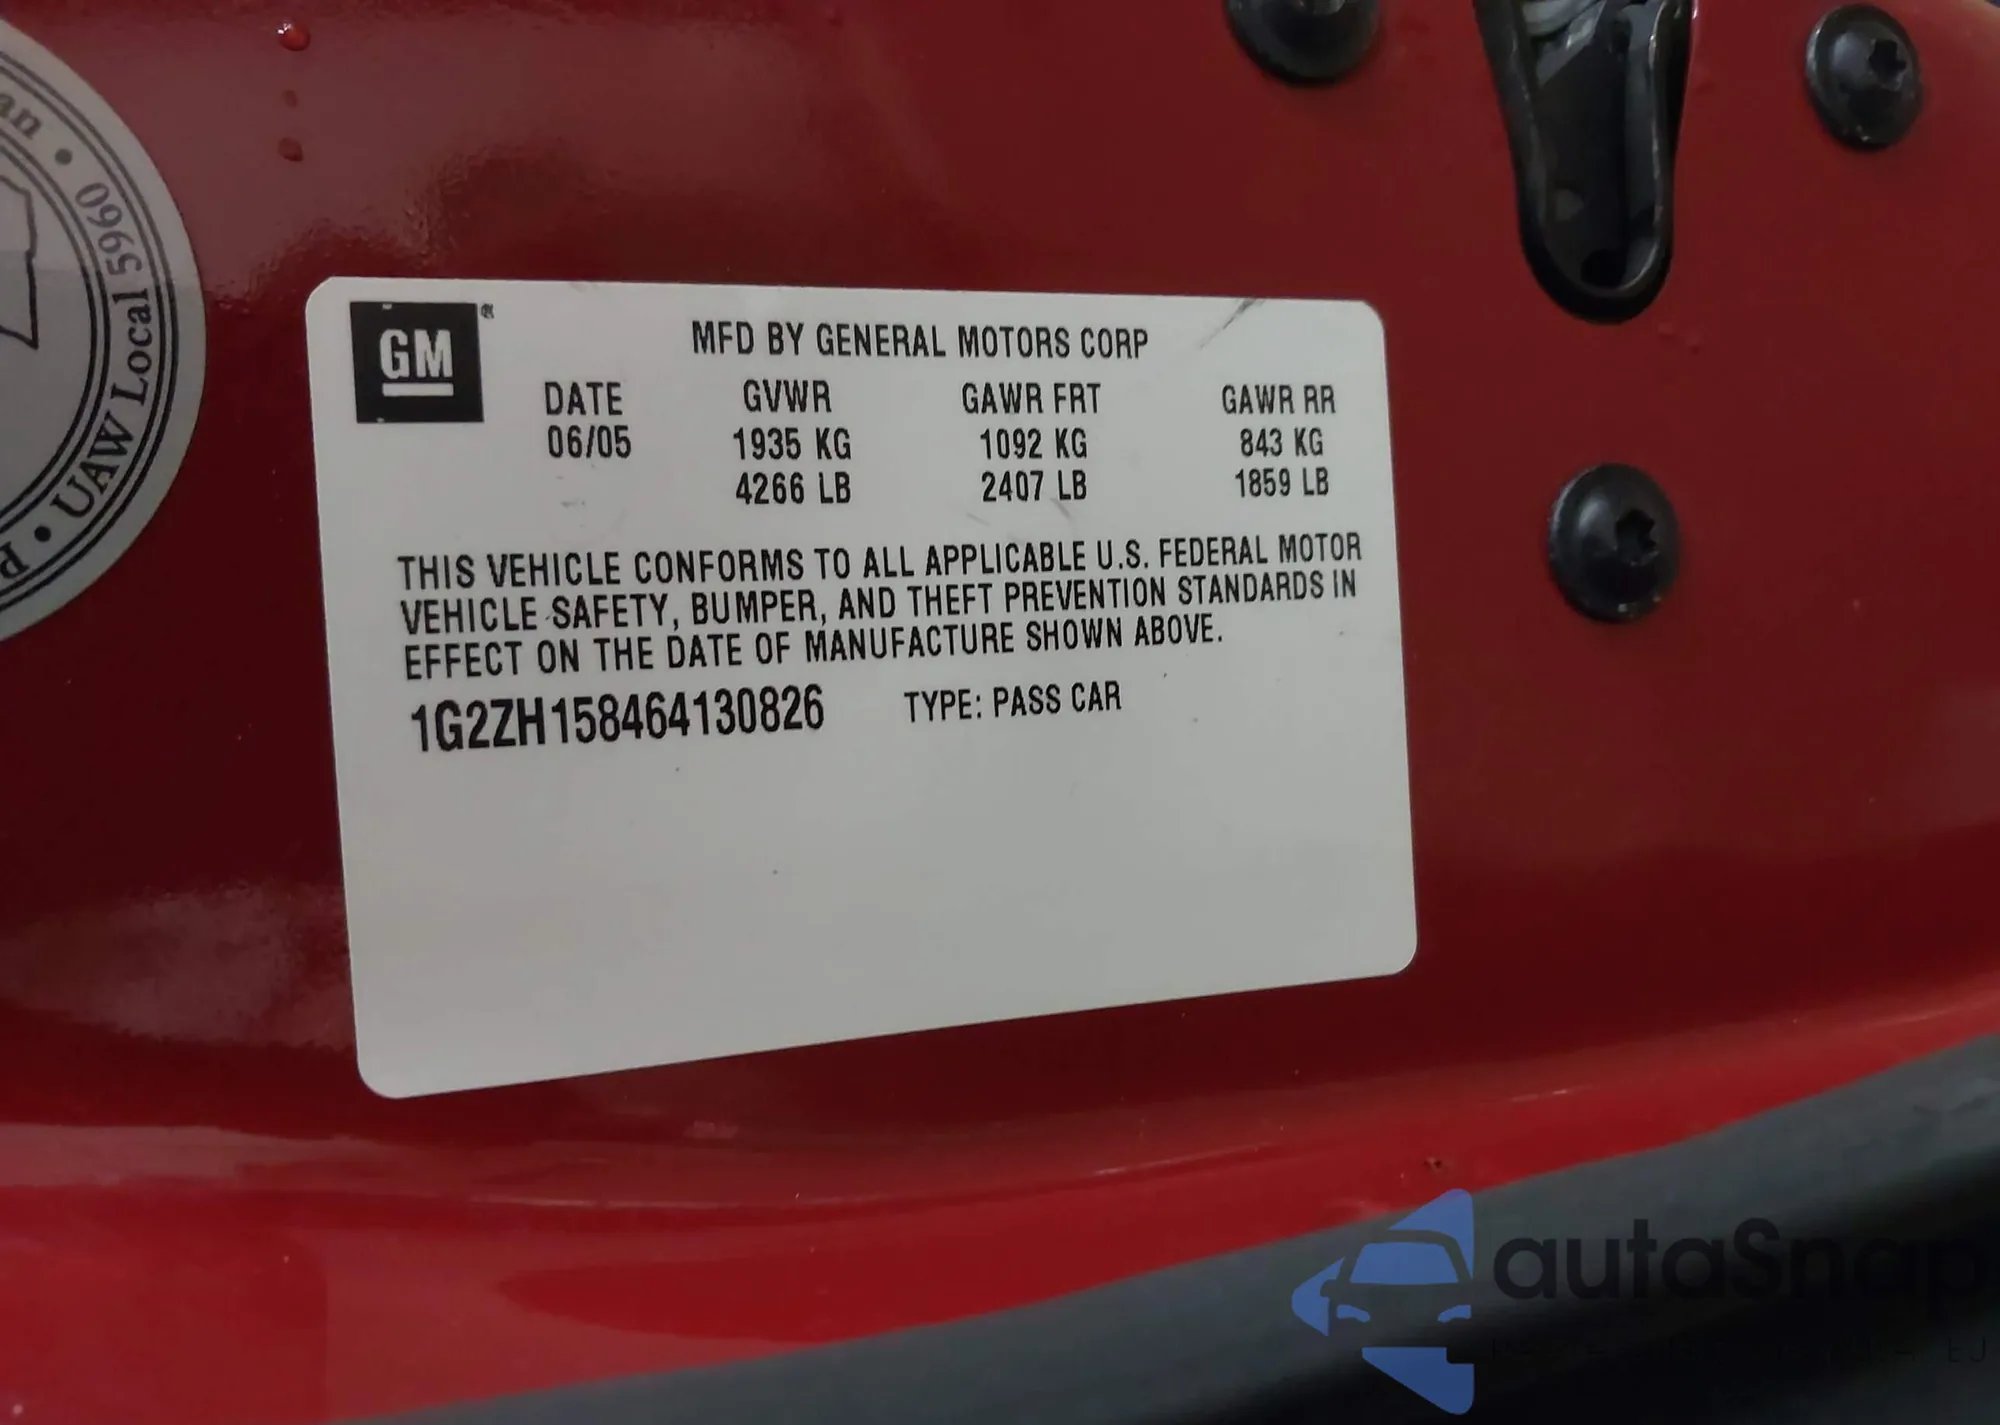 an • UAW Local 5960 •
GM®
MFD BY GENERAL MOTORS CORP
DATE GVWR GAWR FRT GAWR RR
06/05 1935 KG 1092 KG 843 KG
4266 LB 2407 LB 1859 LB
THIS VEHICLE CONFORMS TO ALL APPLICABLE U.S. FEDERAL MOTOR
VEHICLE SAFETY, BUMPER, AND THEFT PREVENTION STANDARDS IN
EFFECT ON THE DATE OF MANUFACTURE SHOWN ABOVE.
1G2ZH158464130826 TYPE: PASS CAR
autaSnap